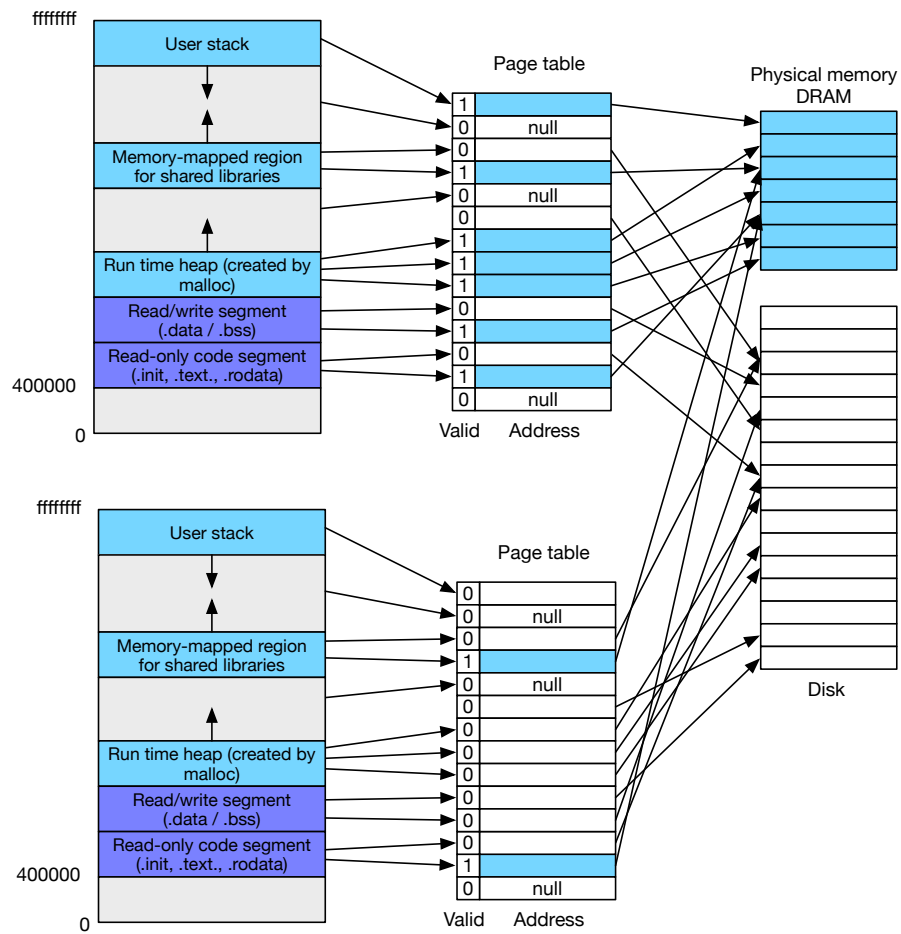 ffffffff
User stack
Memory-mapped region
for shared libraries
Run time heap (created by
malloc)
Read/write segment
(.data / .bss)
Read-only code segment
(.init, .text., .rodata)
400000
0
Page table
1
0 null
0
1
0 null
0
1
1
1
0
1
0
1
0 null
Valid Address
Physical memory
DRAM
Disk
ffffffff
User stack
Memory-mapped region
for shared libraries
Run time heap (created by
malloc)
Read/write segment
(.data / .bss)
Read-only code segment
(.init, .text., .rodata)
400000
0
Page table
0
0 null
0
1
0 null
0
0
0
0
0
0
0
1
0 null
Valid Address